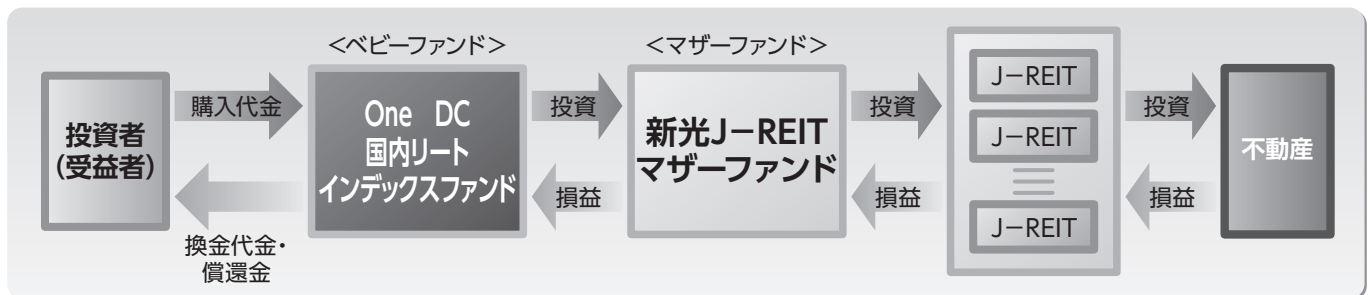 <ベビーファンド>
<マザーファンド>
投資者
(受益者)
購入代金
換金代金・
償還金
One DC
国内リート
インデックスファンド
投資
損益
新光J−REIT
マザーファンド
投資
損益
J−REIT
J−REIT
J−REIT
投資
損益
不動産